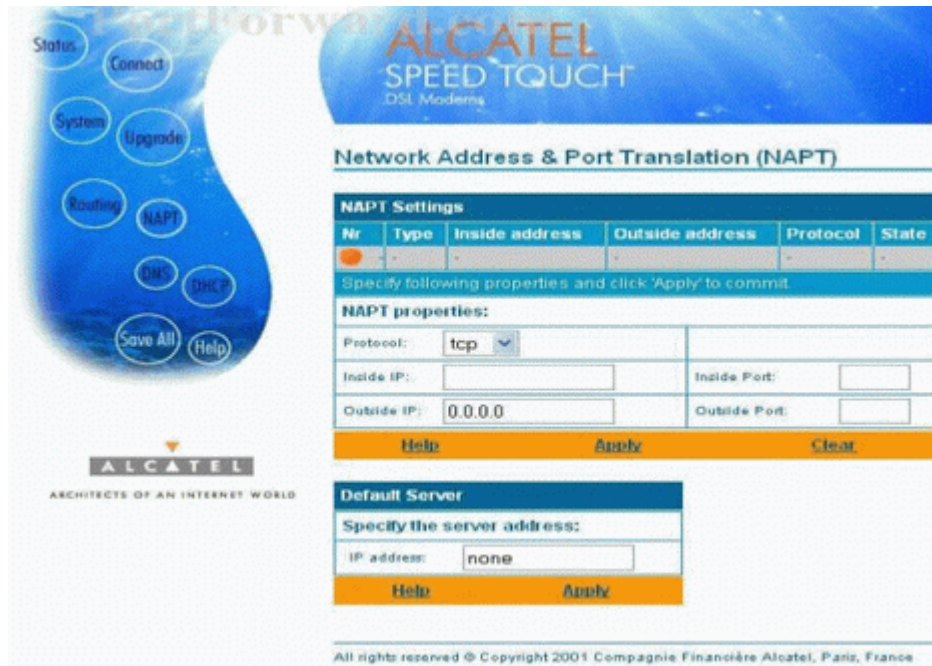 PortForward.com
Status
Connect
System
Upgrade
Routing
NAPT
DNS
DHCP
Save All
Help
ALCATEL
ARCHITECTS OF AN INTERNET WORLD
ALCATEL
SPEED TOUCH™
DSL Modems
Network Address & Port Translation (NAPT)
NAPT Settings
Nr Type Inside address Outside address Protocol State
- - - - - -
Specify following properties and click 'Apply' to commit.
NAPT properties:
Protocol: tcp
Inside IP: Inside Port:
Outside IP: 0.0.0.0 Outside Port:
Help Apply Clear
Default Server
Specify the server address:
IP address: none
Help Apply
All rights reserved © Copyright 2001 Compagnie Financière Alcatel, Paris, France